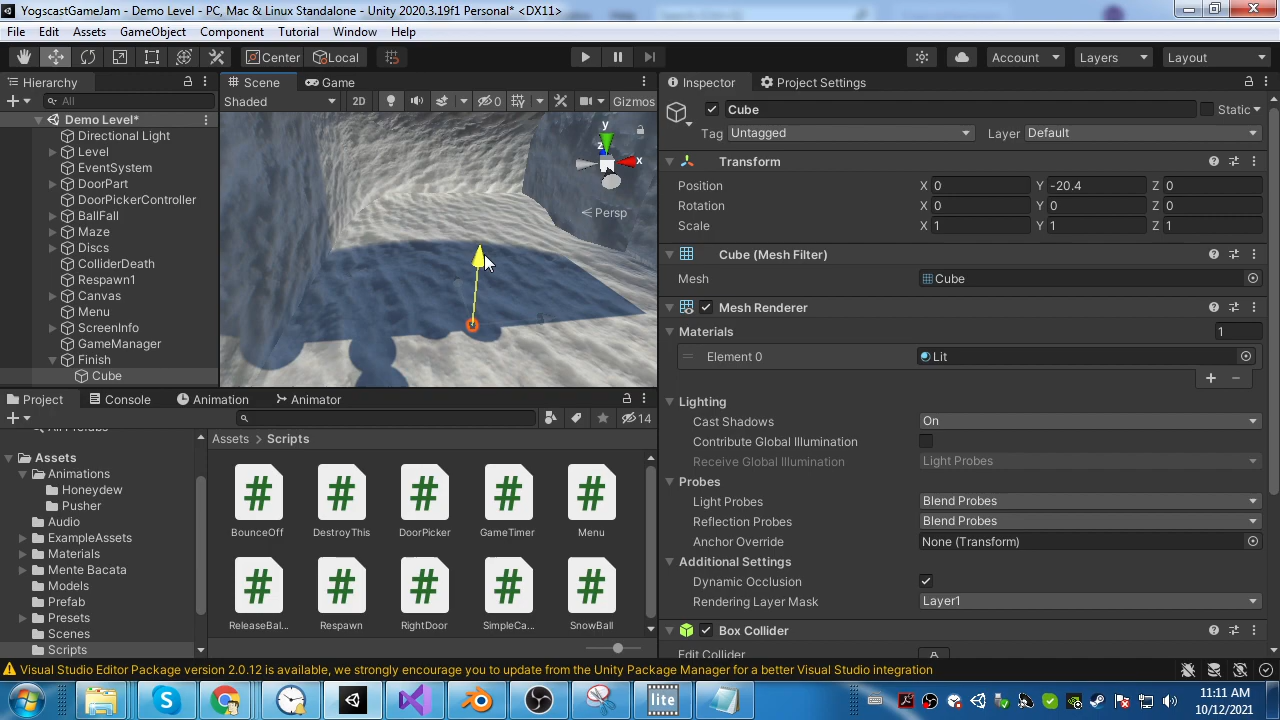 YogscastGameJam - Demo Level - PC, Mac & Linux Standalone - Unity 2020.3.19f1 Personal* <DX11>
File Edit Assets GameObject Component Tutorial Window Help
Center Local Account Layers Layout
Hierarchy Scene Game Inspector Project Settings
All Shaded 2D 0 Gizmos Cube Static
Demo Level*
Tag Untagged Layer Default
Directional Light
Level
EventSystem
DoorPart
DoorPickerController
BallFall
Maze
Discs
ColliderDeath
Respawn1
Canvas
Menu
ScreenInfo
GameManager
Finish
Cube
y
z
x
Persp
Transform
Position X 0 Y -20.4 Z 0
Rotation X 0 Y 0 Z 0
Scale X 1 Y 1 Z 1
Cube (Mesh Filter)
Mesh Cube
Mesh Renderer
Materials 1
Element 0 Lit
Lighting
Cast Shadows On
Contribute Global Illumination
Receive Global Illumination Light Probes
Probes
Light Probes Blend Probes
Reflection Probes Blend Probes
Anchor Override None (Transform)
Additional Settings
Dynamic Occlusion
Rendering Layer Mask Layer1
Box Collider
Edit Collider
Project Console Animation Animator
14
Assets
Animations
Honeydew
Pusher
Audio
ExampleAssets
Materials
Mente Bacata
Models
Prefab
Presets
Scenes
Scripts
Assets > Scripts
BounceOff DestroyThis DoorPicker GameTimer Menu
ReleaseBal... Respawn RightDoor SimpleCa... SnowBall
Visual Studio Editor Package version 2.0.12 is available, we strongly encourage you to update from the Unity Package Manager for a better Visual Studio integration
lite
11:11 AM
10/12/2021